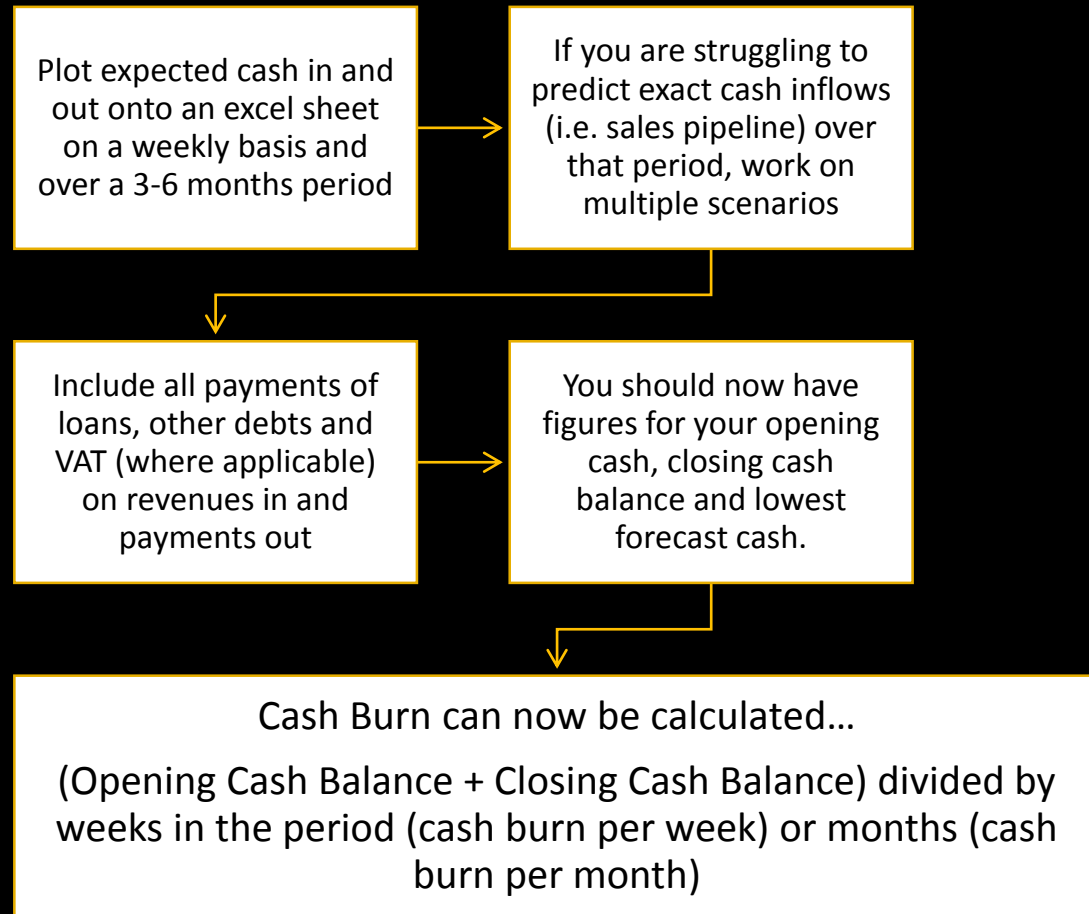 Plot expected cash in and
out onto an excel sheet
on a weekly basis and
over a 3-6 months period
If you are struggling to
predict exact cash inflows
(i.e. sales pipeline) over
that period, work on
multiple scenarios
Include all payments of
loans, other debts and
VAT (where applicable)
on revenues in and
payments out
You should now have
figures for your opening
cash, closing cash
balance and lowest
forecast cash.
Cash Burn can now be calculated…
(Opening Cash Balance + Closing Cash Balance) divided by
weeks in the period (cash burn per week) or months (cash
burn per month)